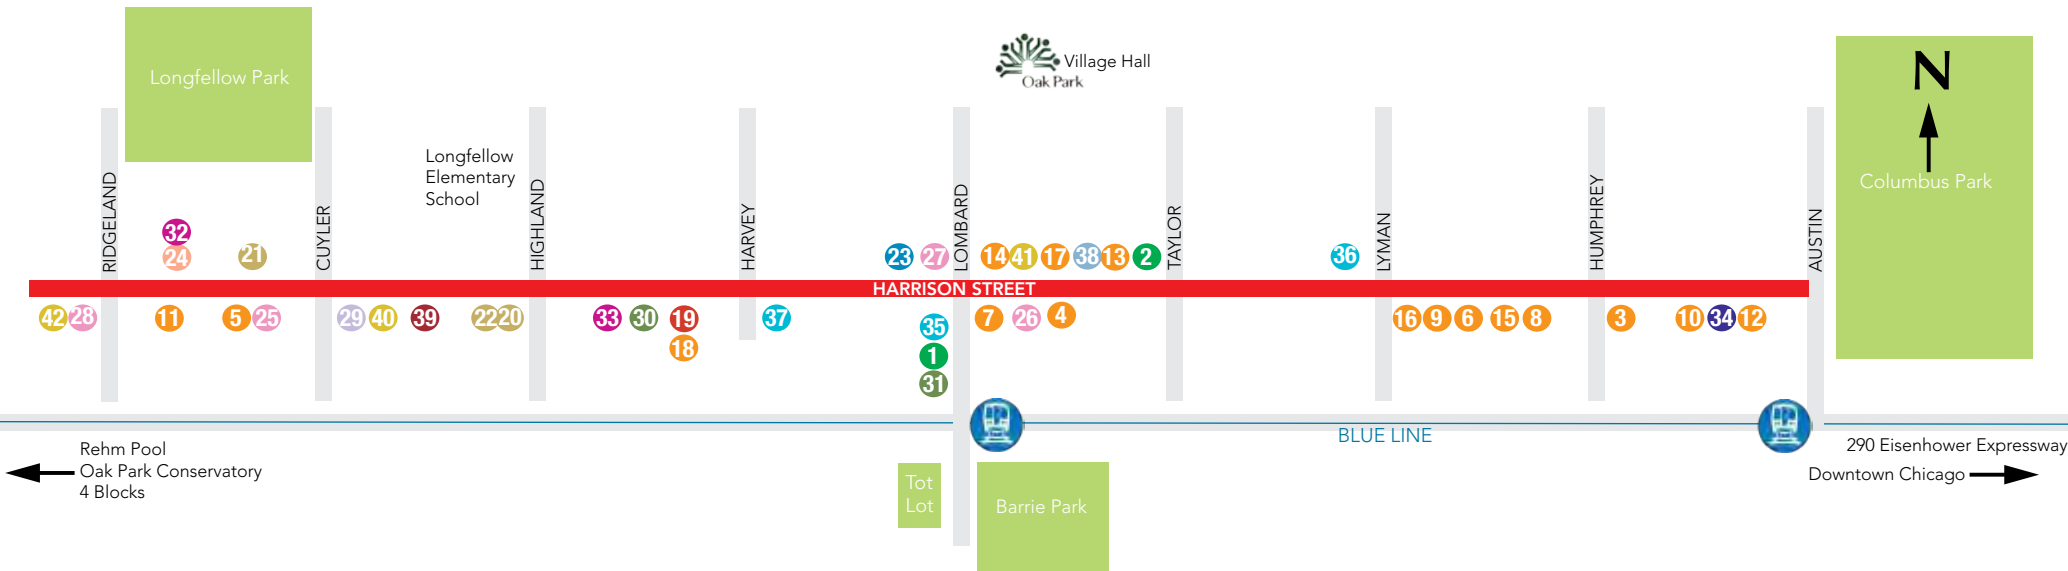 Longfellow Park
Village Hall
Oak Park
N
Columbus Park
Longfellow
Elementary
School
RIDGELAND
CUYLER
HIGHLAND
HARVEY
LOMBARD
TAYLOR
LYMAN
HUMPHREY
AUSTIN
32
24 21 23 27 14 41 17 38 13 2 36
HARRISON STREET
42 28 11 5 25 29 40 39 22 20 33 30 19 37 7 26 4 16 9 6 15 8 3 10 34 12
35
18
1
31
BLUE LINE
Rehm Pool
Oak Park Conservatory
4 Blocks
290 Eisenhower Expressway
Downtown Chicago
Tot
Lot
Barrie Park